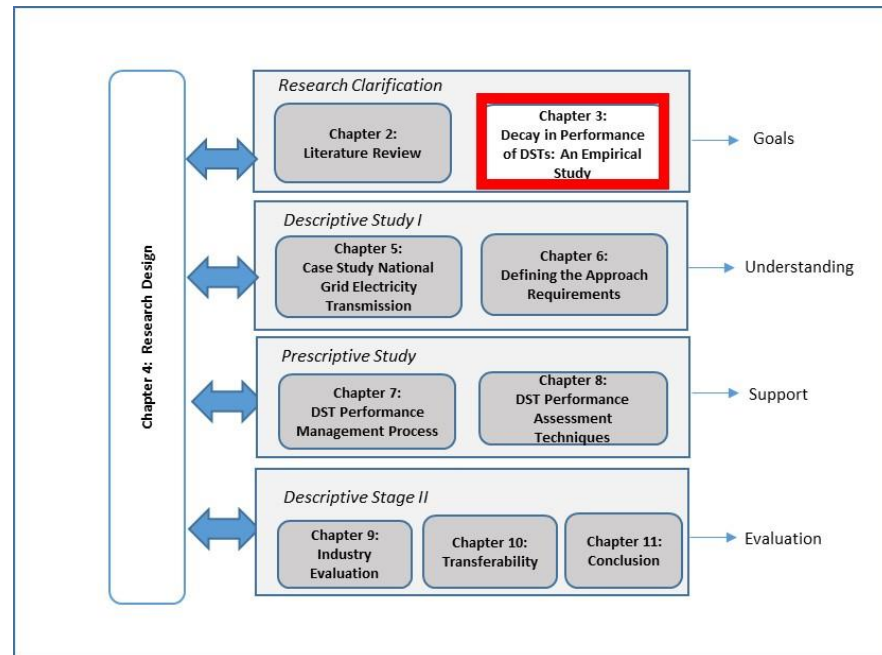 Chapter 4:  Research Design
Research Clarification
Chapter 2:
Literature Review
Chapter 3:
Decay in Performance
of DSTs:  An Empirical
Study
Goals
Descriptive Study I
Chapter 5:
Case Study National
Grid Electricity
Transmission
Chapter 6:
Defining the Approach
Requirements
Understanding
Prescriptive Study
Chapter 7:
DST Performance
Management Process
Chapter 8:
DST Performance
Assessment
Techniques
Support
Descriptive Stage II
Chapter 9:
Industry
Evaluation
Chapter 10:
Transferability
Chapter 11:
Conclusion
Evaluation